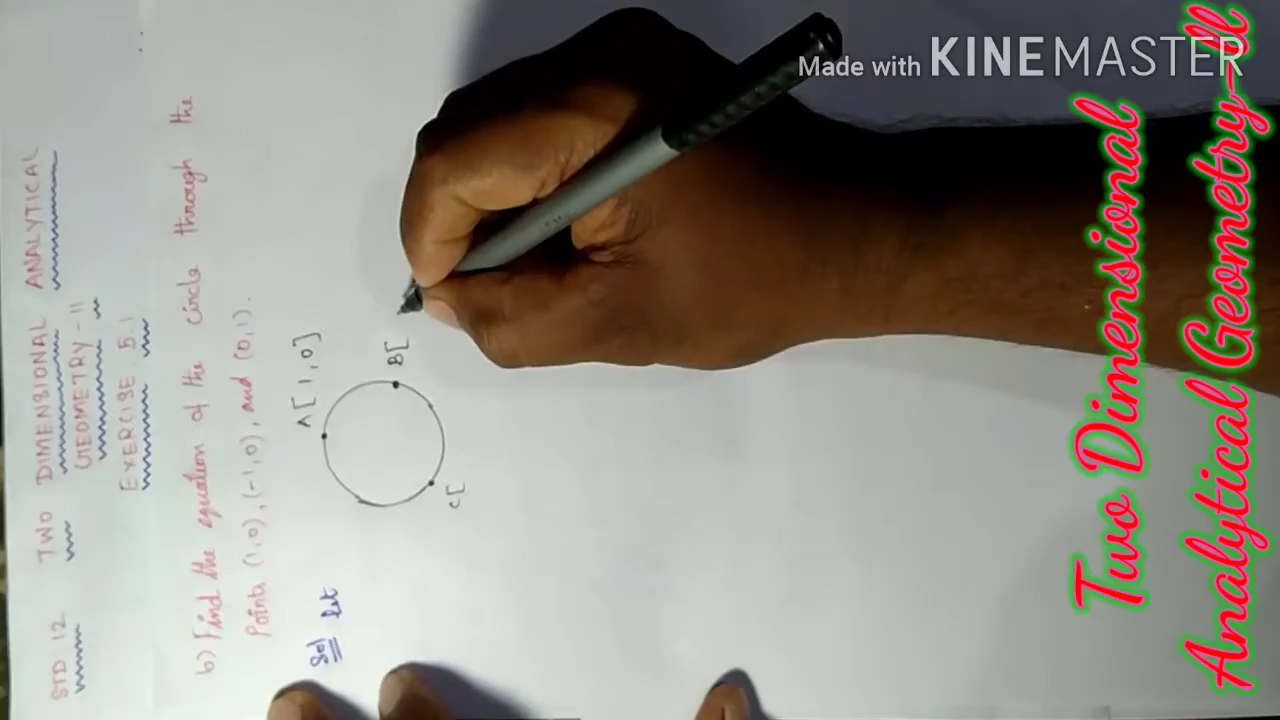 STD 12 TWO DIMENSIONAL ANALYTICAL
GEOMETRY - II
EXERCISE 5.1
6) Find the equation of the circle through the
Points (1,0), (-1,0), and (0,1).
Sol let
A [1,0]
B [
C [
Made with KINEMASTER
Two Dimensional
Analytical Geometry-II